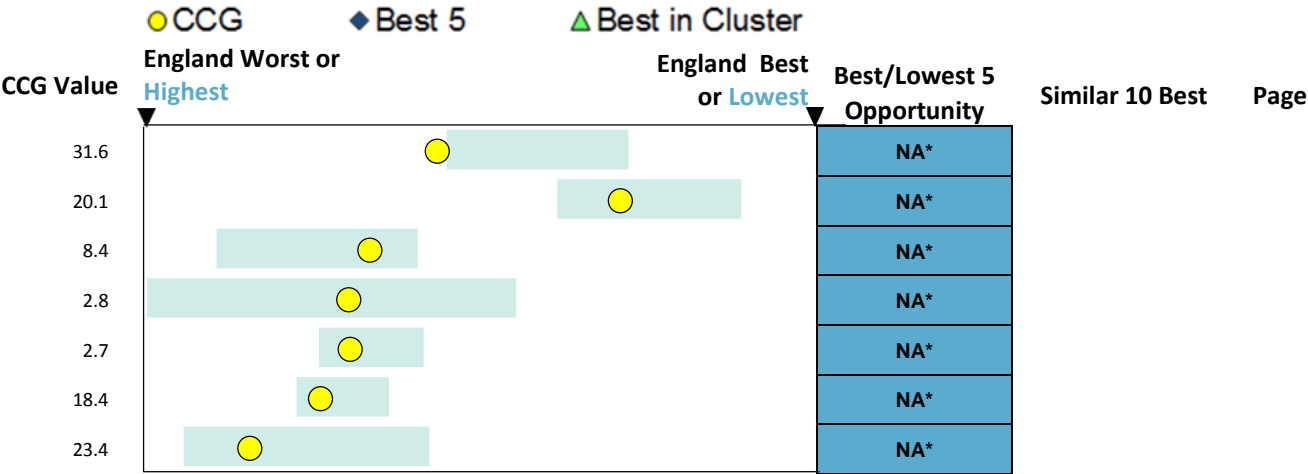 CCG Best 5 Best in Cluster
CCG Value England Worst or Highest England Best or Lowest Best/Lowest 5 Opportunity Similar 10 Best Page
31.6 NA*
20.1 NA*
8.4 NA*
2.8 NA*
2.7 NA*
18.4 NA*
23.4 NA*